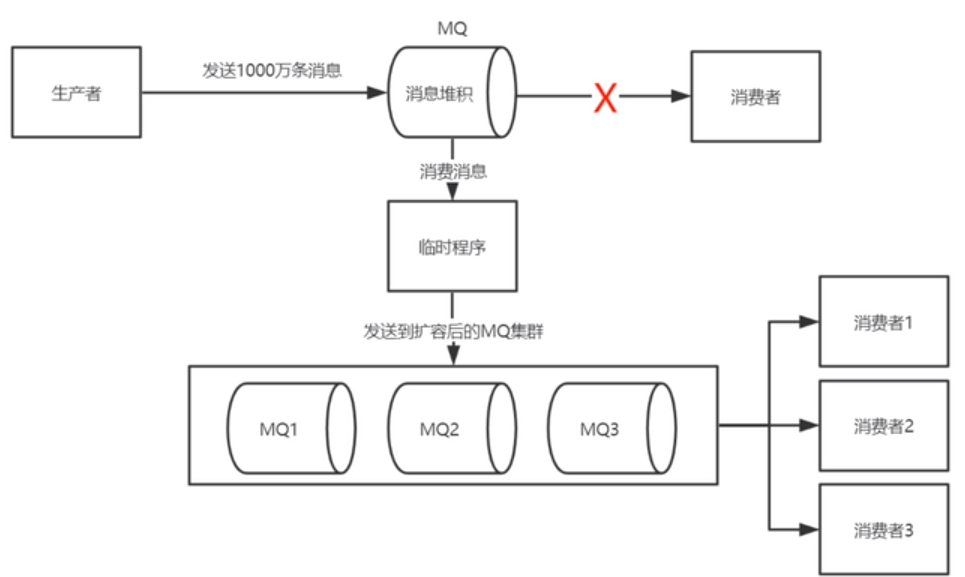 MQ
生产者
发送1000万条消息
消息堆积
X
消费者
消费消息
临时程序
发送到扩容后的MQ集群
MQ1
MQ2
MQ3
消费者1
消费者2
消费者3